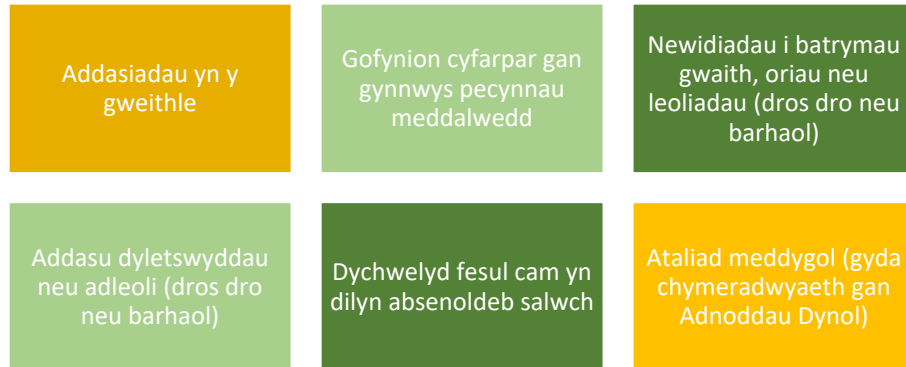 Addasiadau yn y
gweithle
Gofynion cyfarpar gan
gynnwys pecynnau
meddalwedd
Newidiadau i batrymau
gwaith, oriau neu
leoliadau (dros dro neu
barhaol)
Addasu dyletswyddau
neu adleoli (dros dro
neu barhaol)
Dychwelyd fesul cam yn
dilyn absenoldeb salwch
Ataliad meddygol (gyda
chymeradwyaeth gan
Adnoddau Dynol)